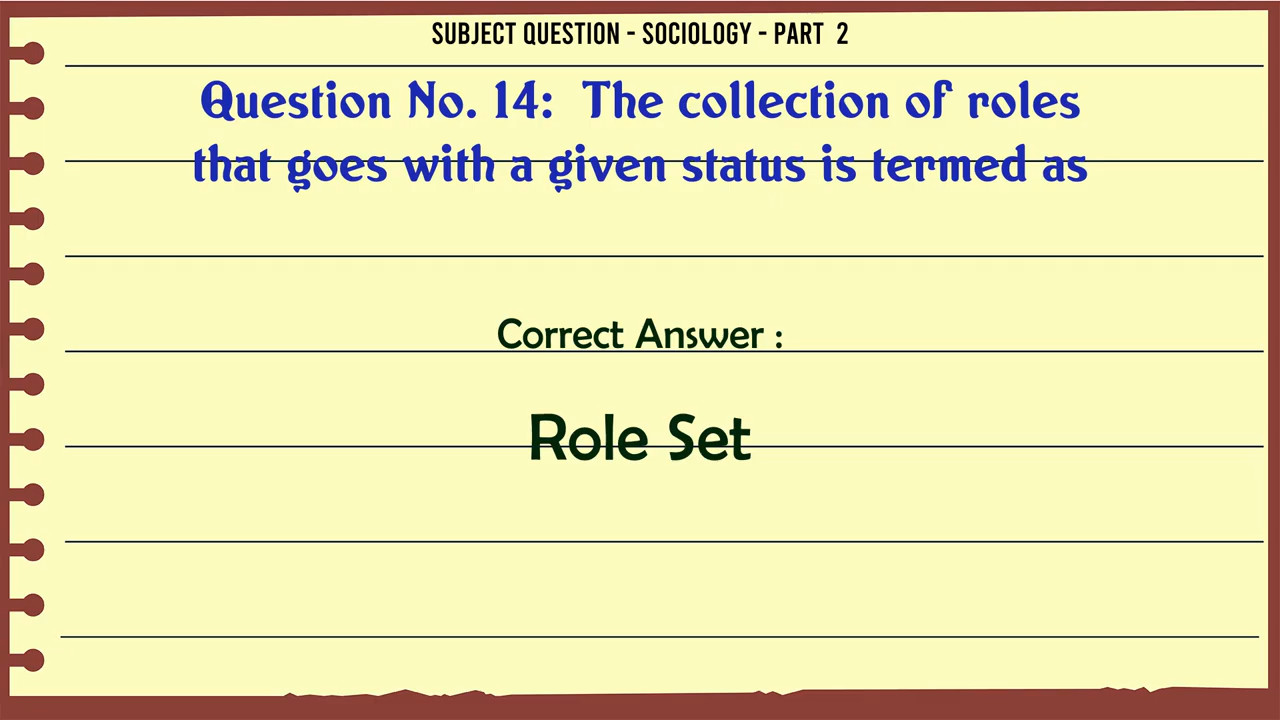 SUBJECT QUESTION - SOCIOLOGY - PART 2
Question No. 14: The collection of roles
that goes with a given status is termed as
Correct Answer :
Role Set